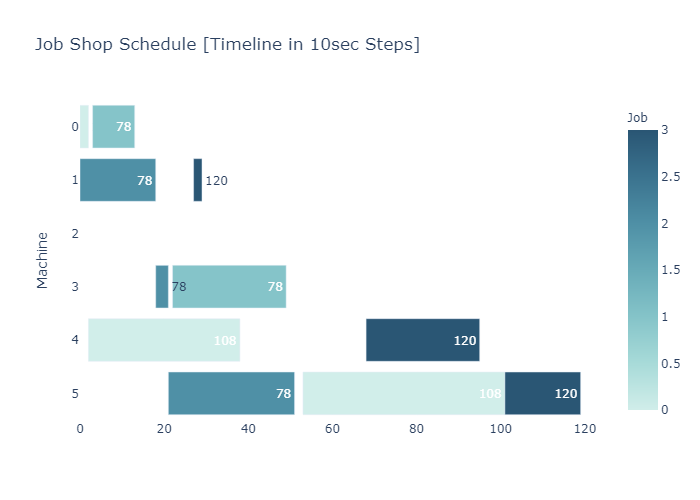 Job Shop Schedule [Timeline in 10sec Steps]
Job
0 78 3
1 78 120 2.5
2 2
Machine
3 78 78 1.5
1
4 108 120 0.5
5 78 108 120 0
0 20 40 60 80 100 120